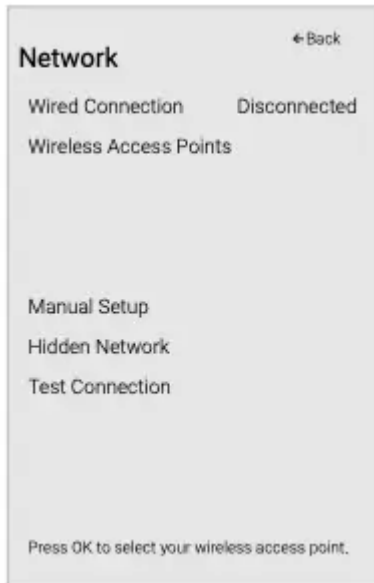 ←Back
Network
Wired Connection Disconnected
Wireless Access Points
Manual Setup
Hidden Network
Test Connection
Press OK to select your wireless access point.